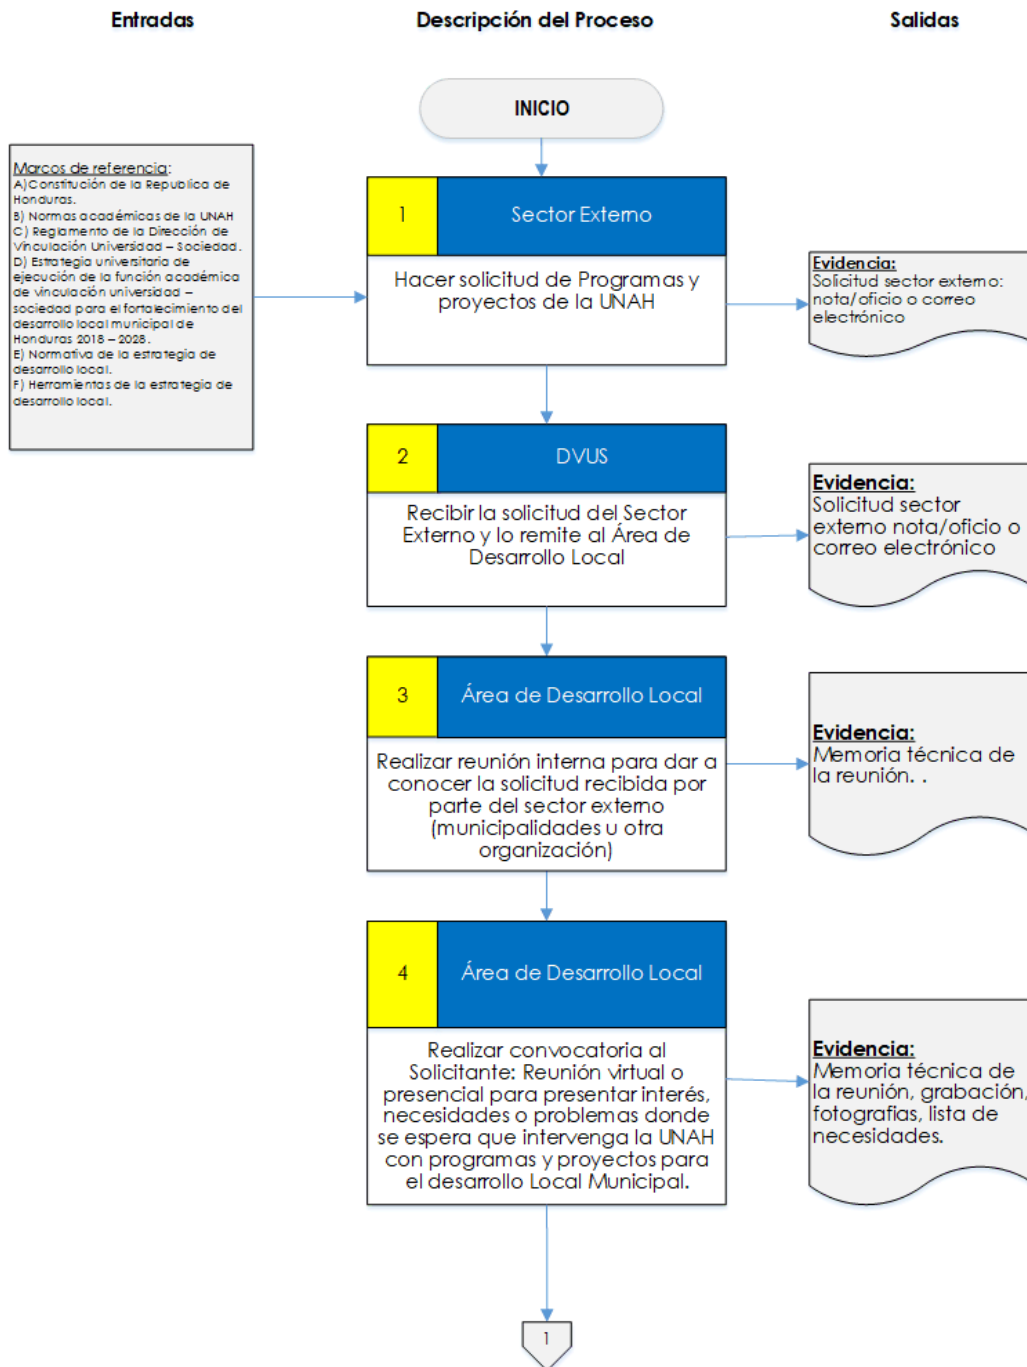 Entradas
Descripción del Proceso
Salidas
INICIO
Marcos de referencia:
A)Constitución de la Republica de
Honduras.
B) Normas académicas de la UNAH
C) Reglamento de la Dirección de
Vinculación Universidad – Sociedad.
D) Estrategia universitaria de
ejecución de la función académica
de vinculación universidad –
sociedad para el fortalecimiento del
desarrollo local municipal de
Honduras 2018 – 2028.
E) Normativa de la estrategia de
desarrollo local.
F) Herramientas de la estrategia de
desarrollo local.
1
Sector Externo
Hacer solicitud de Programas y
proyectos de la UNAH
Evidencia:
Solicitud sector externo:
nota/oficio o correo
electrónico
2
DVUS
Recibir la solicitud del Sector
Externo y lo remite al Área de
Desarrollo Local
Evidencia:
Solicitud sector
externo nota/oficio o
correo electrónico
3
Área de Desarrollo Local
Realizar reunión interna para dar a
conocer la solicitud recibida por
parte del sector externo
(municipalidades u otra
organización)
Evidencia:
Memoria técnica de
la reunión. .
4
Área de Desarrollo Local
Realizar convocatoria al
Solicitante: Reunión virtual o
presencial para presentar interés,
necesidades o problemas donde
se espera que intervenga la UNAH
con programas y proyectos para
el desarrollo Local Municipal.
Evidencia:
Memoria técnica de
la reunión, grabación,
fotografias, lista de
necesidades.
1